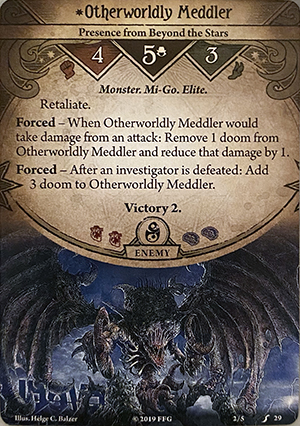 Otherworldly Meddler
Presence from Beyond the Stars
4 5 3
Monster. Mi-Go. Elite.
Retaliate.
Forced – When Otherworldly Meddler would
take damage from an attack: Remove 1 doom from
Otherworldly Meddler and reduce that damage by 1.
Forced – After an investigator is defeated: Add
3 doom to Otherworldly Meddler.
Victory 2.
ENEMY
Illus. Helge C. Balzer © 2019 FFG 2/5 29